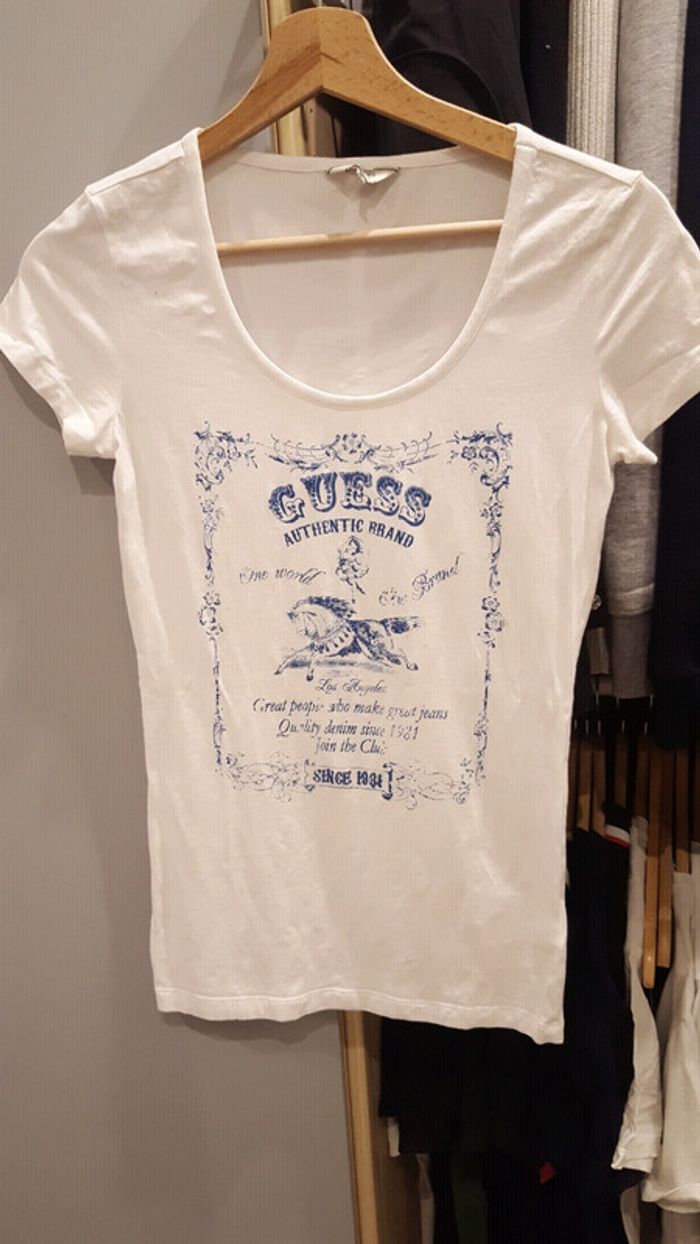 GUESS
AUTHENTIC BRAND
One world
One Brand
Los Angeles
Great people who make great jeans
Quality denim since 1981
Join the Club
SINCE 1981